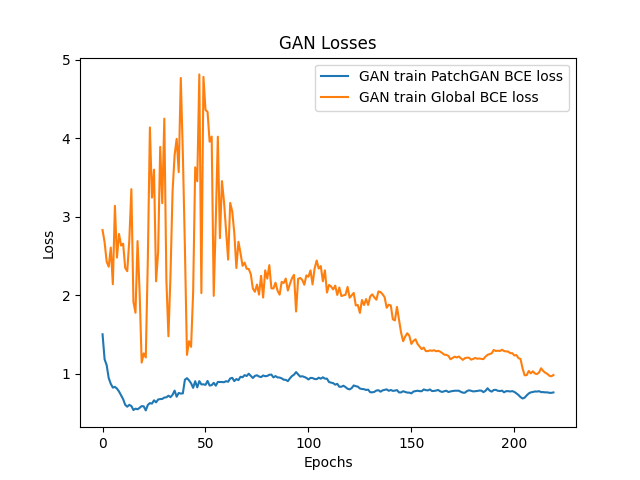 GAN Losses
GAN train PatchGAN BCE loss
GAN train Global BCE loss
5
4
3
2
1
Loss
0 50 100 150 200
Epochs